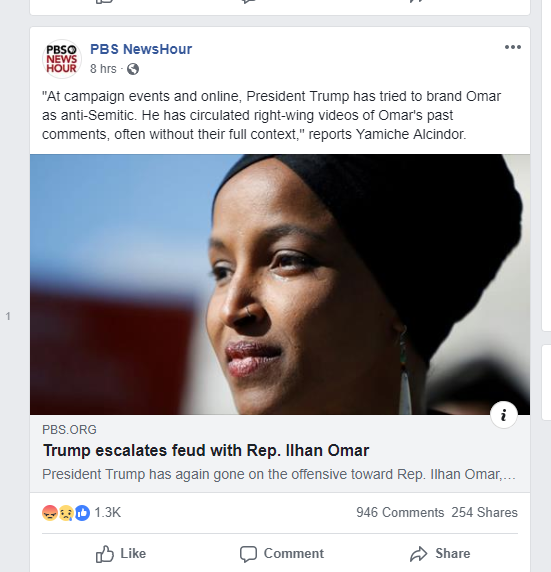 PBS
NEWS
HOUR
PBS NewsHour
8 hrs ·
"At campaign events and online, President Trump has tried to brand Omar
as anti-Semitic. He has circulated right-wing videos of Omar's past
comments, often without their full context," reports Yamiche Alcindor.
1
i
PBS.ORG
Trump escalates feud with Rep. Ilhan Omar
President Trump has again gone on the offensive toward Rep. Ilhan Omar,...
1.3K 946 Comments 254 Shares
Like Comment Share